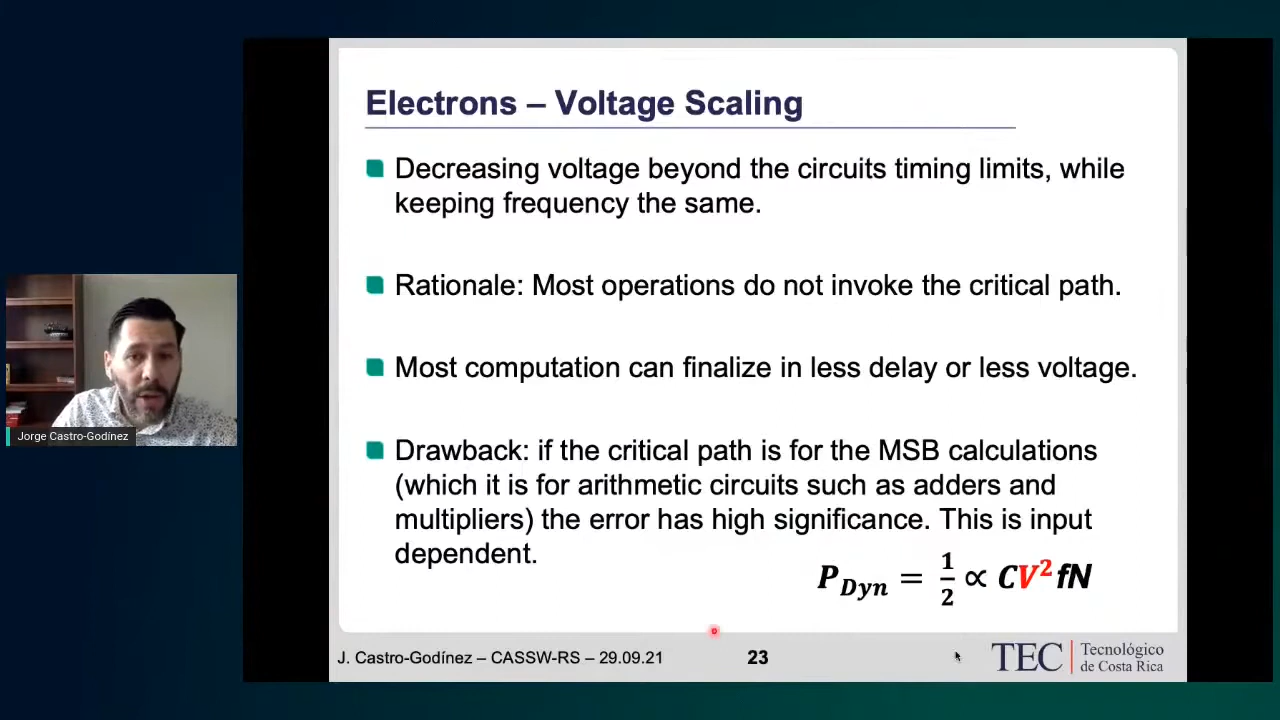 Electrons – Voltage Scaling
Decreasing voltage beyond the circuits timing limits, while
keeping frequency the same.
Rationale: Most operations do not invoke the critical path.
Most computation can finalize in less delay or less voltage.
Drawback: if the critical path is for the MSB calculations
(which it is for arithmetic circuits such as adders and
multipliers) the error has high significance. This is input
dependent.
P_Dyn = 1/2 ∝ CV²fN
Jorge Castro-Godínez
J. Castro-Godínez – CASSW-RS – 29.09.21
23
TEC Tecnológico
de Costa Rica